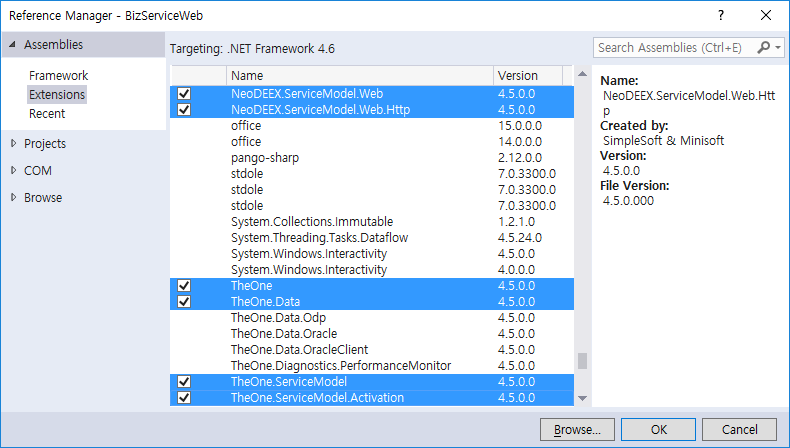 Reference Manager - BizServiceWeb
Assemblies
Framework
Extensions
Recent
Projects
COM
Browse
Targeting: .NET Framework 4.6
Search Assemblies (Ctrl+E)
Name Version
NeoDEEX.ServiceModel.Web 4.5.0.0
NeoDEEX.ServiceModel.Web.Http 4.5.0.0
office 15.0.0.0
office 14.0.0.0
pango-sharp 2.12.0.0
stdole 7.0.3300.0
stdole 7.0.3300.0
stdole 7.0.3300.0
System.Collections.Immutable 1.2.1.0
System.Threading.Tasks.Dataflow 4.5.24.0
System.Windows.Interactivity 4.5.0.0
System.Windows.Interactivity 4.0.0.0
TheOne 4.5.0.0
TheOne.Data 4.5.0.0
TheOne.Data.Odp 4.5.0.0
TheOne.Data.Oracle 4.5.0.0
TheOne.Data.OracleClient 4.5.0.0
TheOne.Diagnostics.PerformanceMonitor 4.5.0.0
TheOne.ServiceModel 4.5.0.0
TheOne.ServiceModel.Activation 4.5.0.0
Name:
NeoDEEX.ServiceModel.Web.Htt
p
Created by:
SimpleSoft & Minisoft
Version:
4.5.0.0
File Version:
4.5.0.000
Browse... OK Cancel